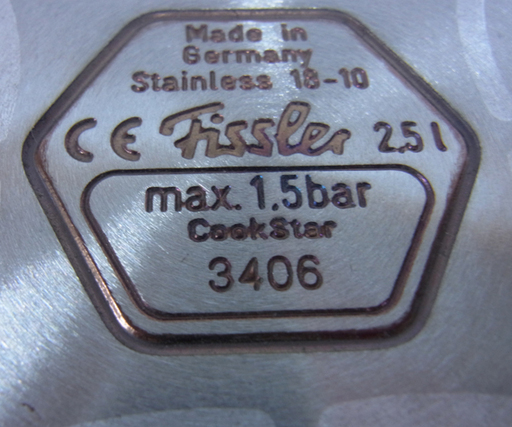 Made in
Germany
Stainless 18-10
CE Fissler 2.5 l
max. 1.5bar
CookStar
3406